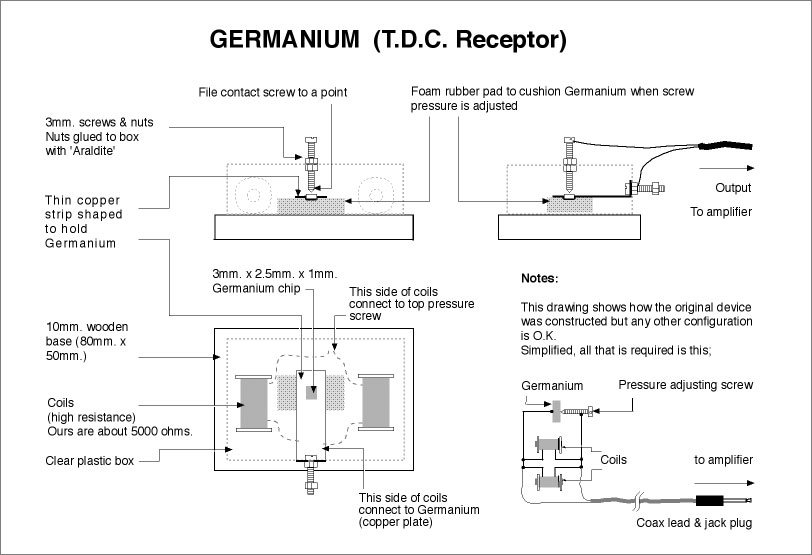 GERMANIUM (T.D.C. Receptor)
File contact screw to a point
Foam rubber pad to cushion Germanium when screw
pressure is adjusted
3mm. screws & nuts
Nuts glued to box
with 'Araldite'
Thin copper
strip shaped
to hold
Germanium
Output
To amplifier
3mm. x 2.5mm. x 1mm.
Germanium chip
This side of coils
connect to top pressure
screw
10mm. wooden
base (80mm. x
50mm.)
Coils
(high resistance)
Ours are about 5000 ohms.
Clear plastic box
This side of coils
connect to Germanium
(copper plate)
Notes:
This drawing shows how the original device
was constructed but any other configuration
is O.K.
Simplified, all that is required is this;
Germanium
Pressure adjusting screw
Coils
to amplifier
Coax lead & jack plug